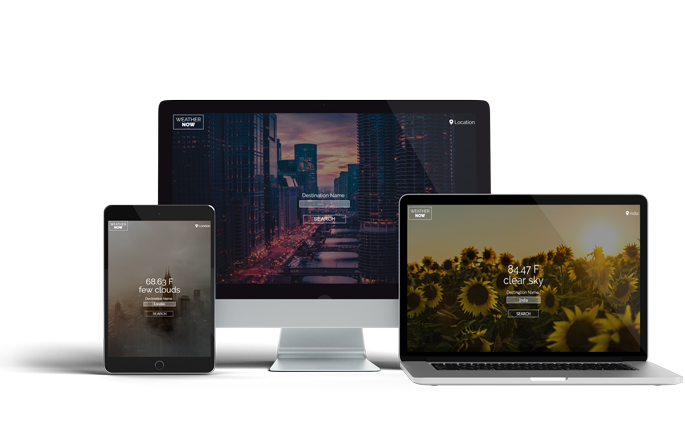 WEATHER
NOW
Location
Destination Name
SEARCH
WEATHER
NOW
London
68.63 F
few clouds
Destination Name
London
SEARCH
WEATHER
NOW
India
84.47 F
clear sky
Destination Name
India
SEARCH